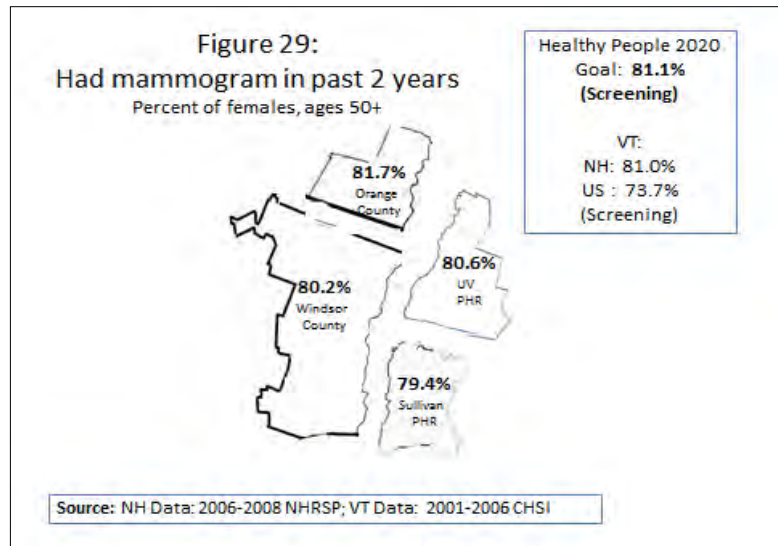 Figure 29:
Had mammogram in past 2 years
Percent of females, ages 50+
Healthy People 2020
Goal: 81.1%
(Screening)
VT:
NH: 81.0%
US : 73.7%
(Screening)
81.7%
Orange
County
80.6%
UV
PHR
80.2%
Windsor
County
79.4%
Sullivan
PHR
Source: NH Data: 2006-2008 NHRSP; VT Data: 2001-2006 CHSI